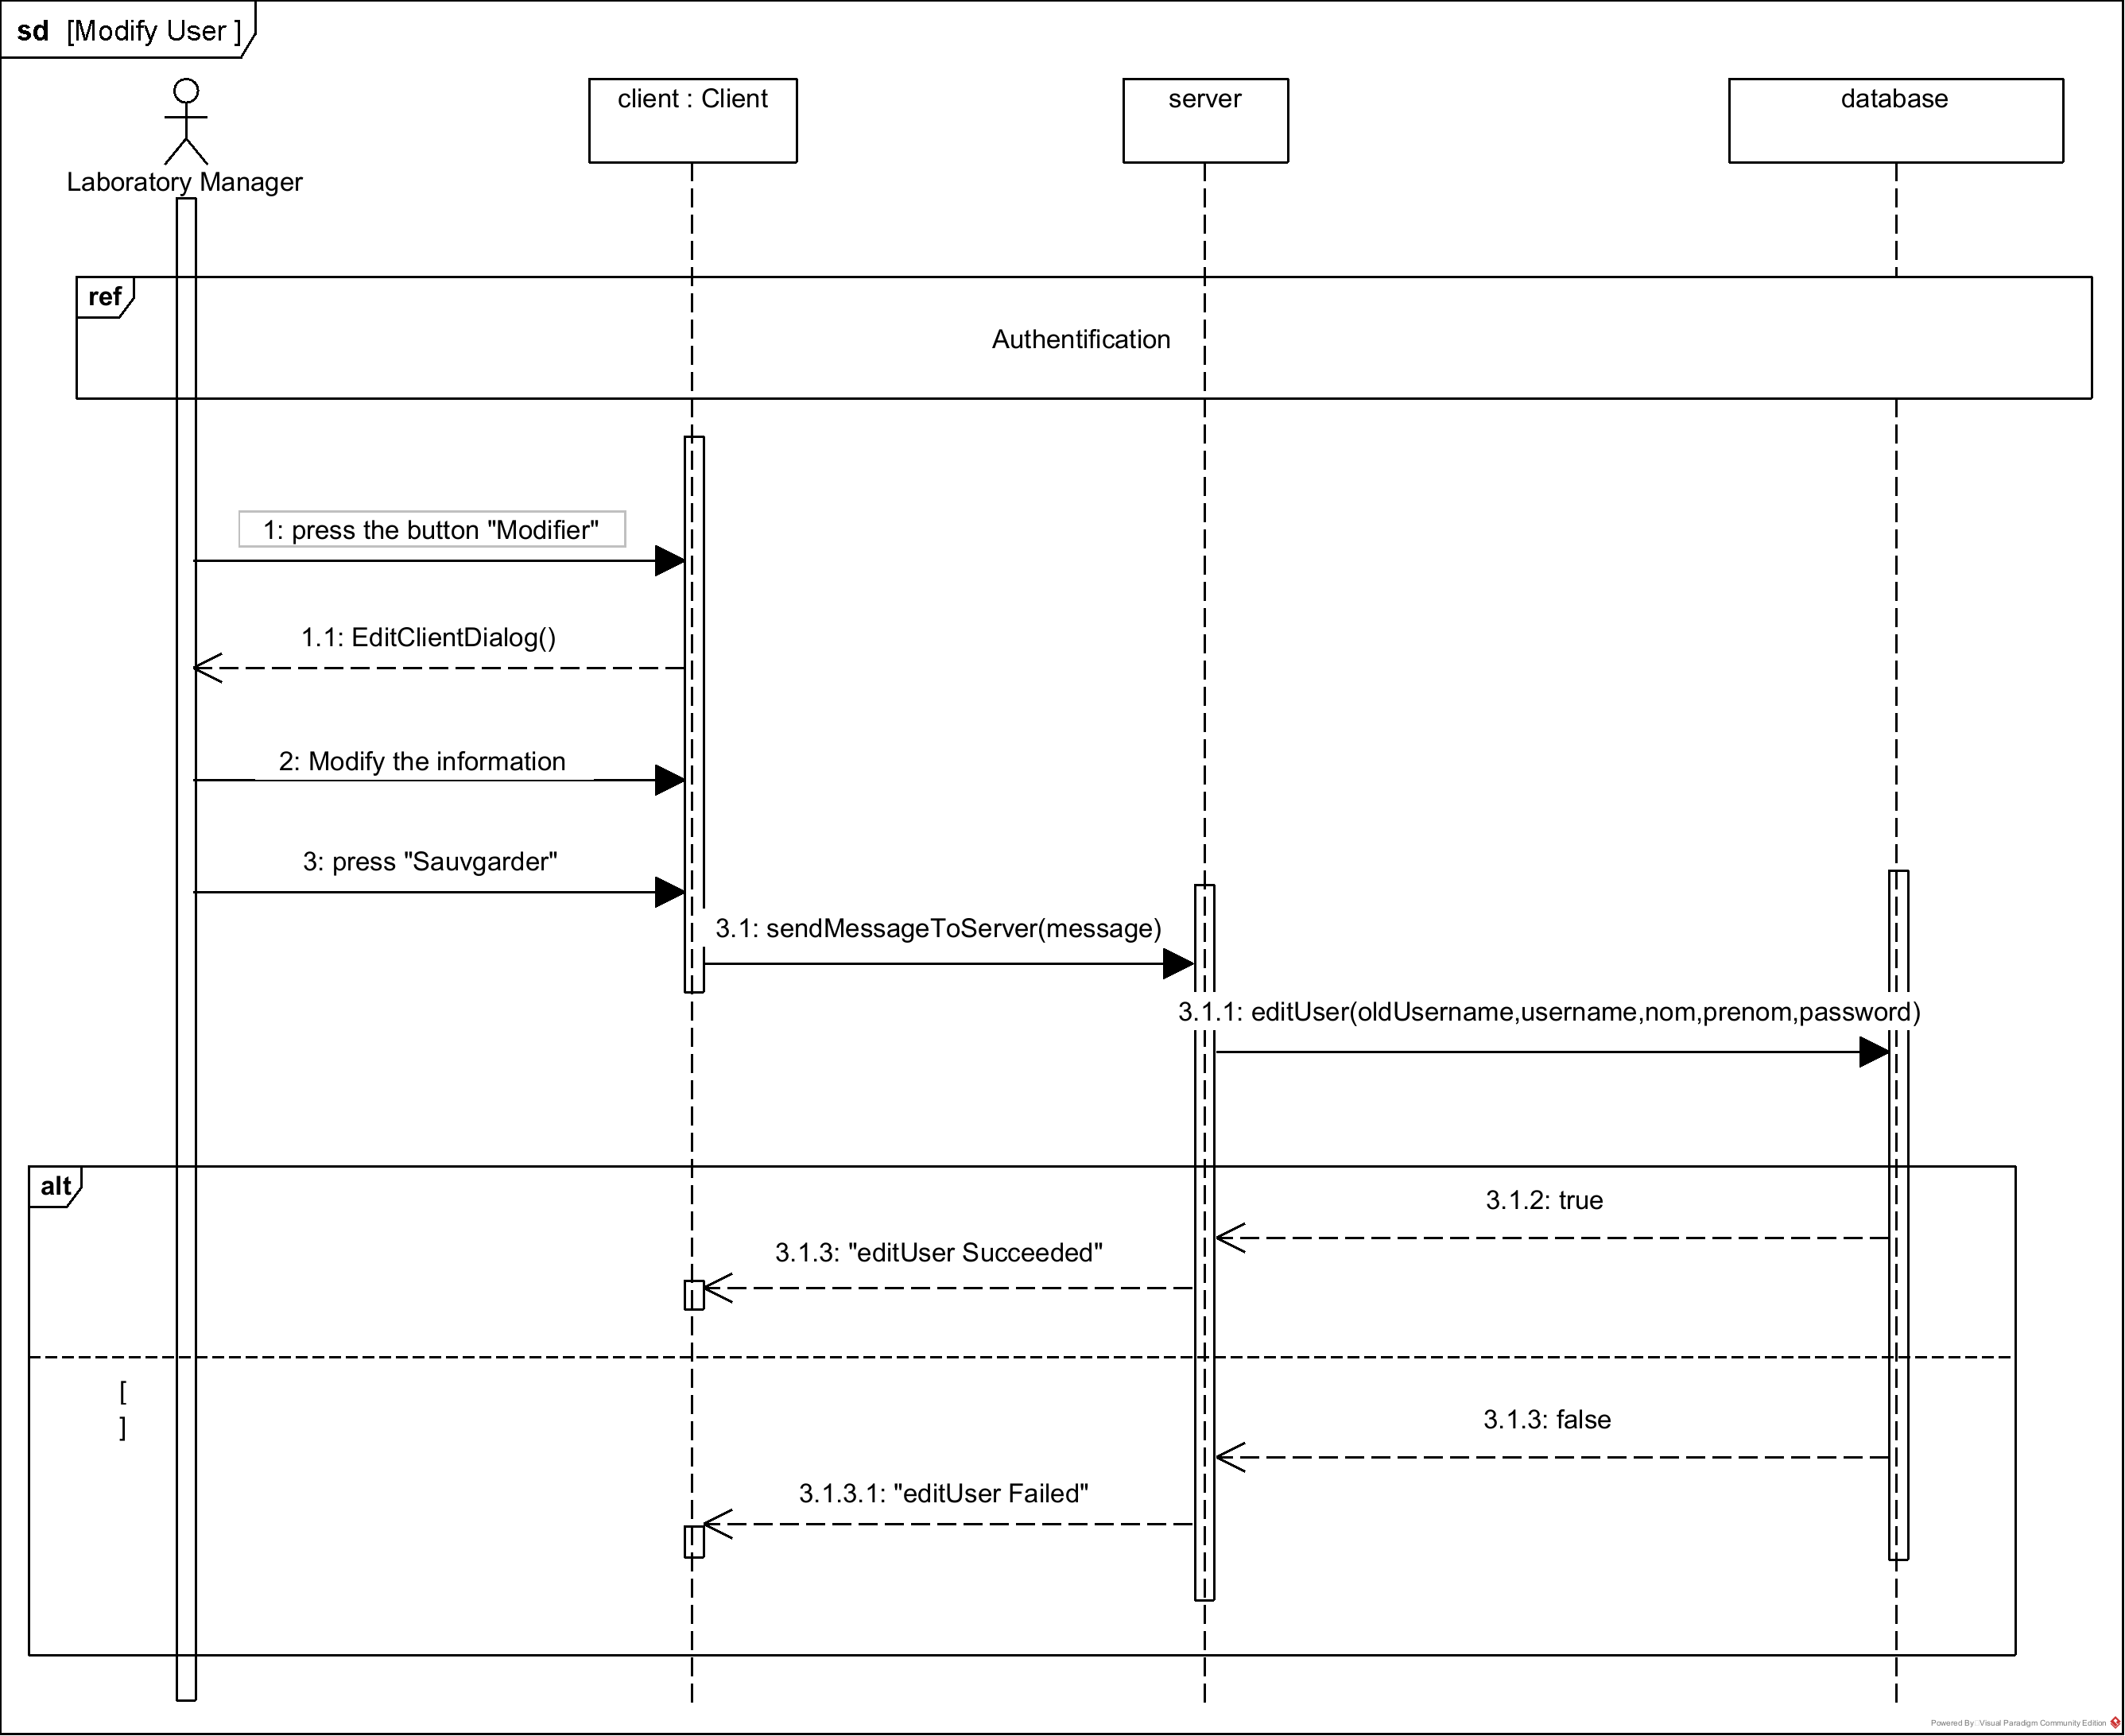 sd [Modify User ]
client : Client
server
database
Laboratory Manager
ref
Authentification
1: press the button "Modifier"
1.1: EditClientDialog()
2: Modify the information
3: press "Sauvgarder"
3.1: sendMessageToServer(message)
3.1.1: editUser(oldUsername,username,nom,prenom,password)
alt
3.1.2: true
3.1.3: "editUser Succeeded"
[
]
3.1.3: false
3.1.3.1: "editUser Failed"
Powered By Visual Paradigm Community Edition